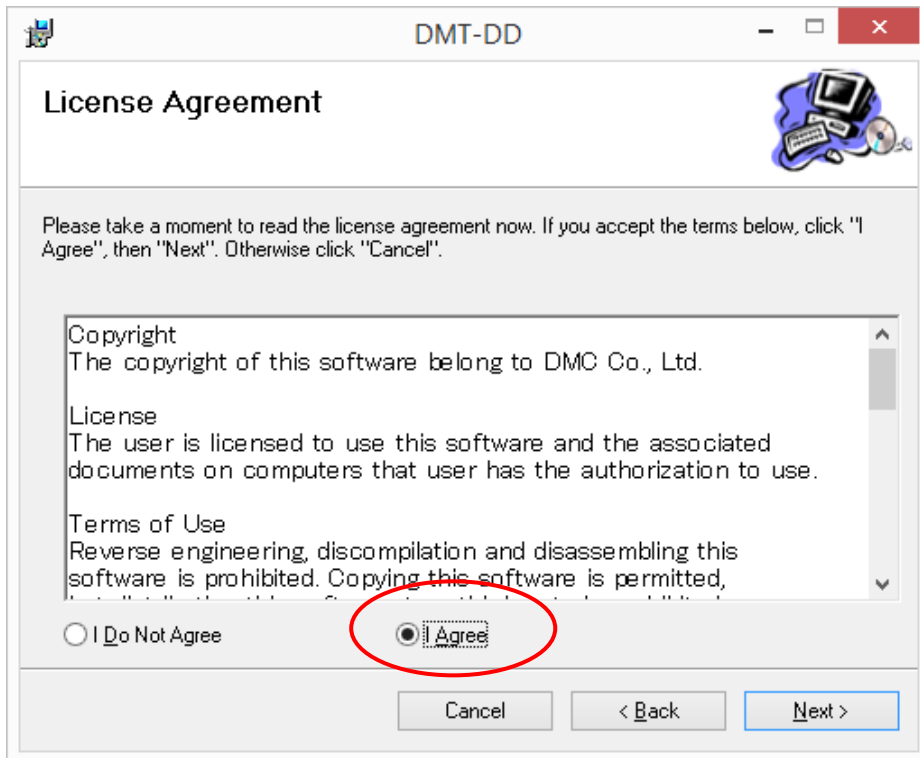 DMT-DD
License Agreement
Please take a moment to read the license agreement now. If you accept the terms below, click "I
Agree", then "Next". Otherwise click "Cancel".
Copyright
The copyright of this software belong to DMC Co., Ltd.
License
The user is licensed to use this software and the associated
documents on computers that user has the authorization to use.
Terms of Use
Reverse engineering, discompilation and disassembling this
software is prohibited. Copying this software is permitted,
I Do Not Agree
I Agree
Cancel
< Back
Next >